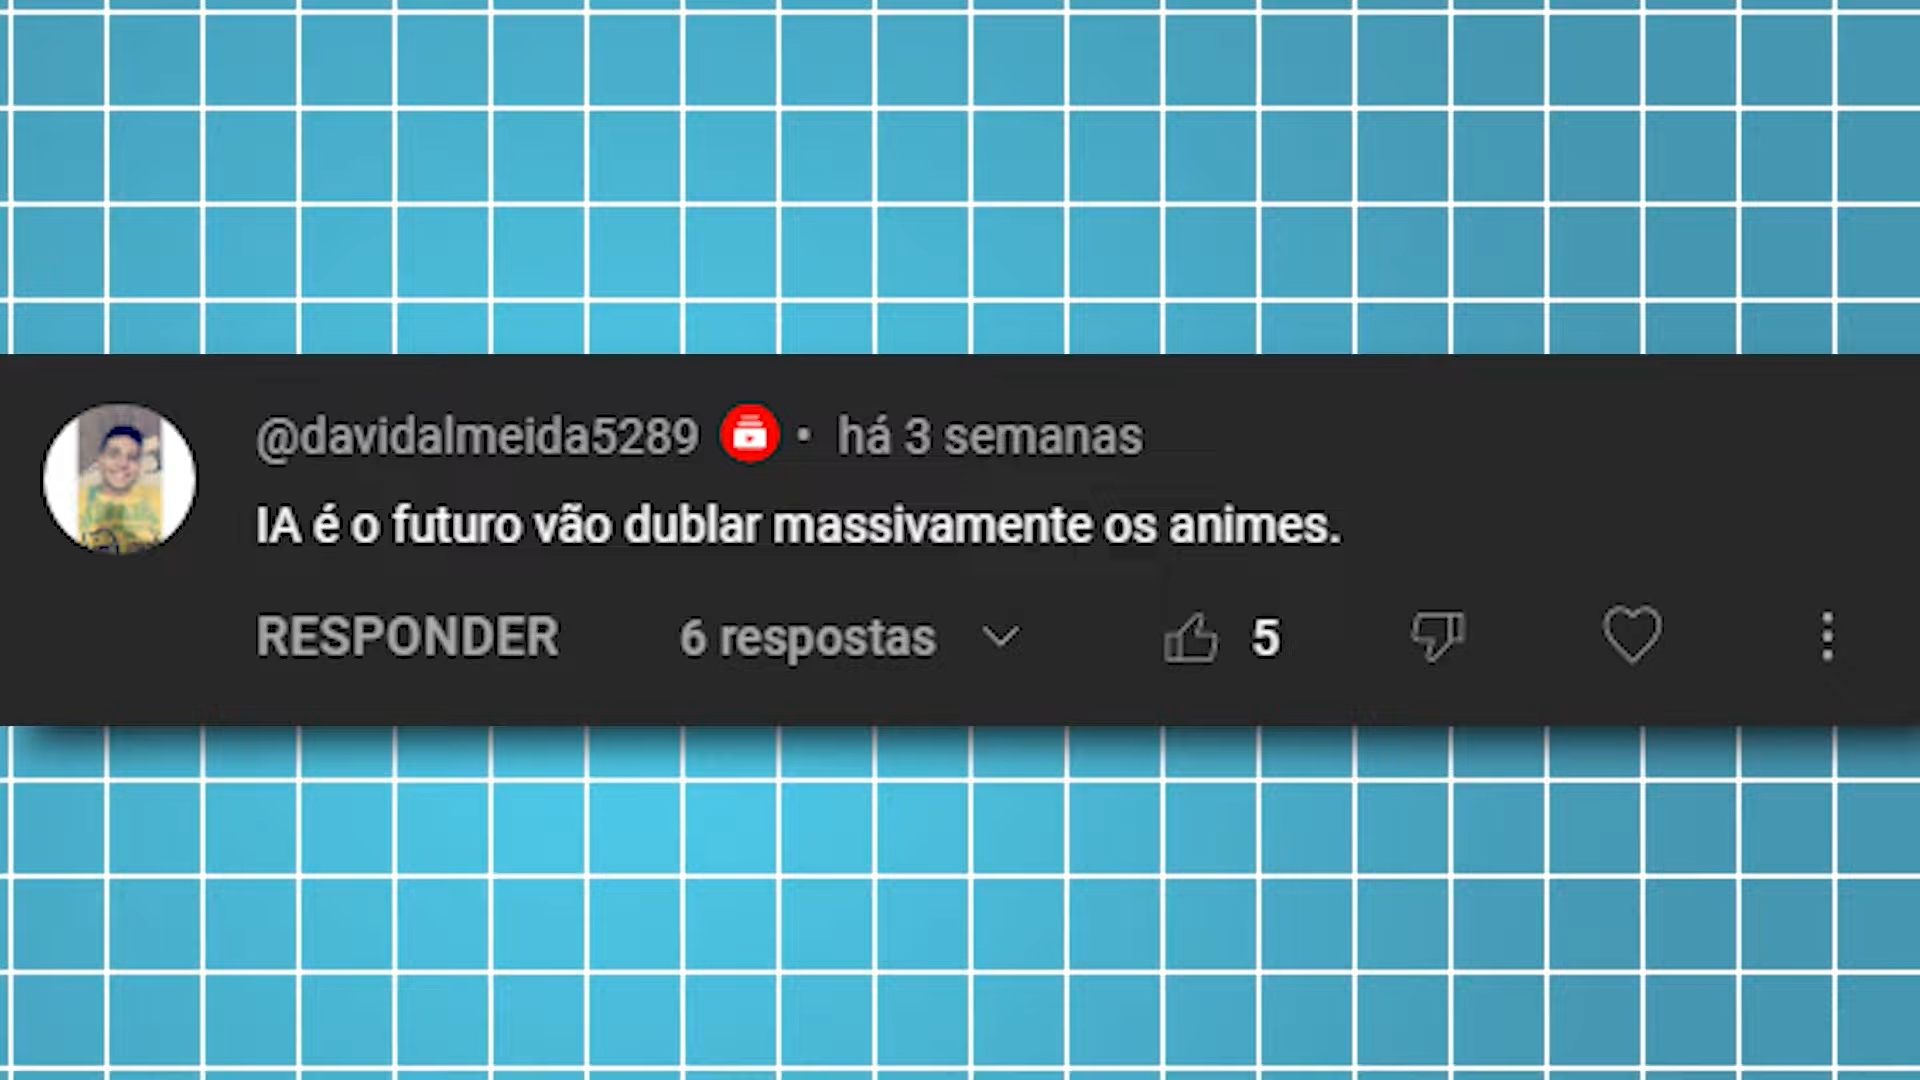 @davidalmeida5289 • há 3 semanas
IA é o futuro vão dublar massivamente os animes.
RESPONDER 6 respostas 5